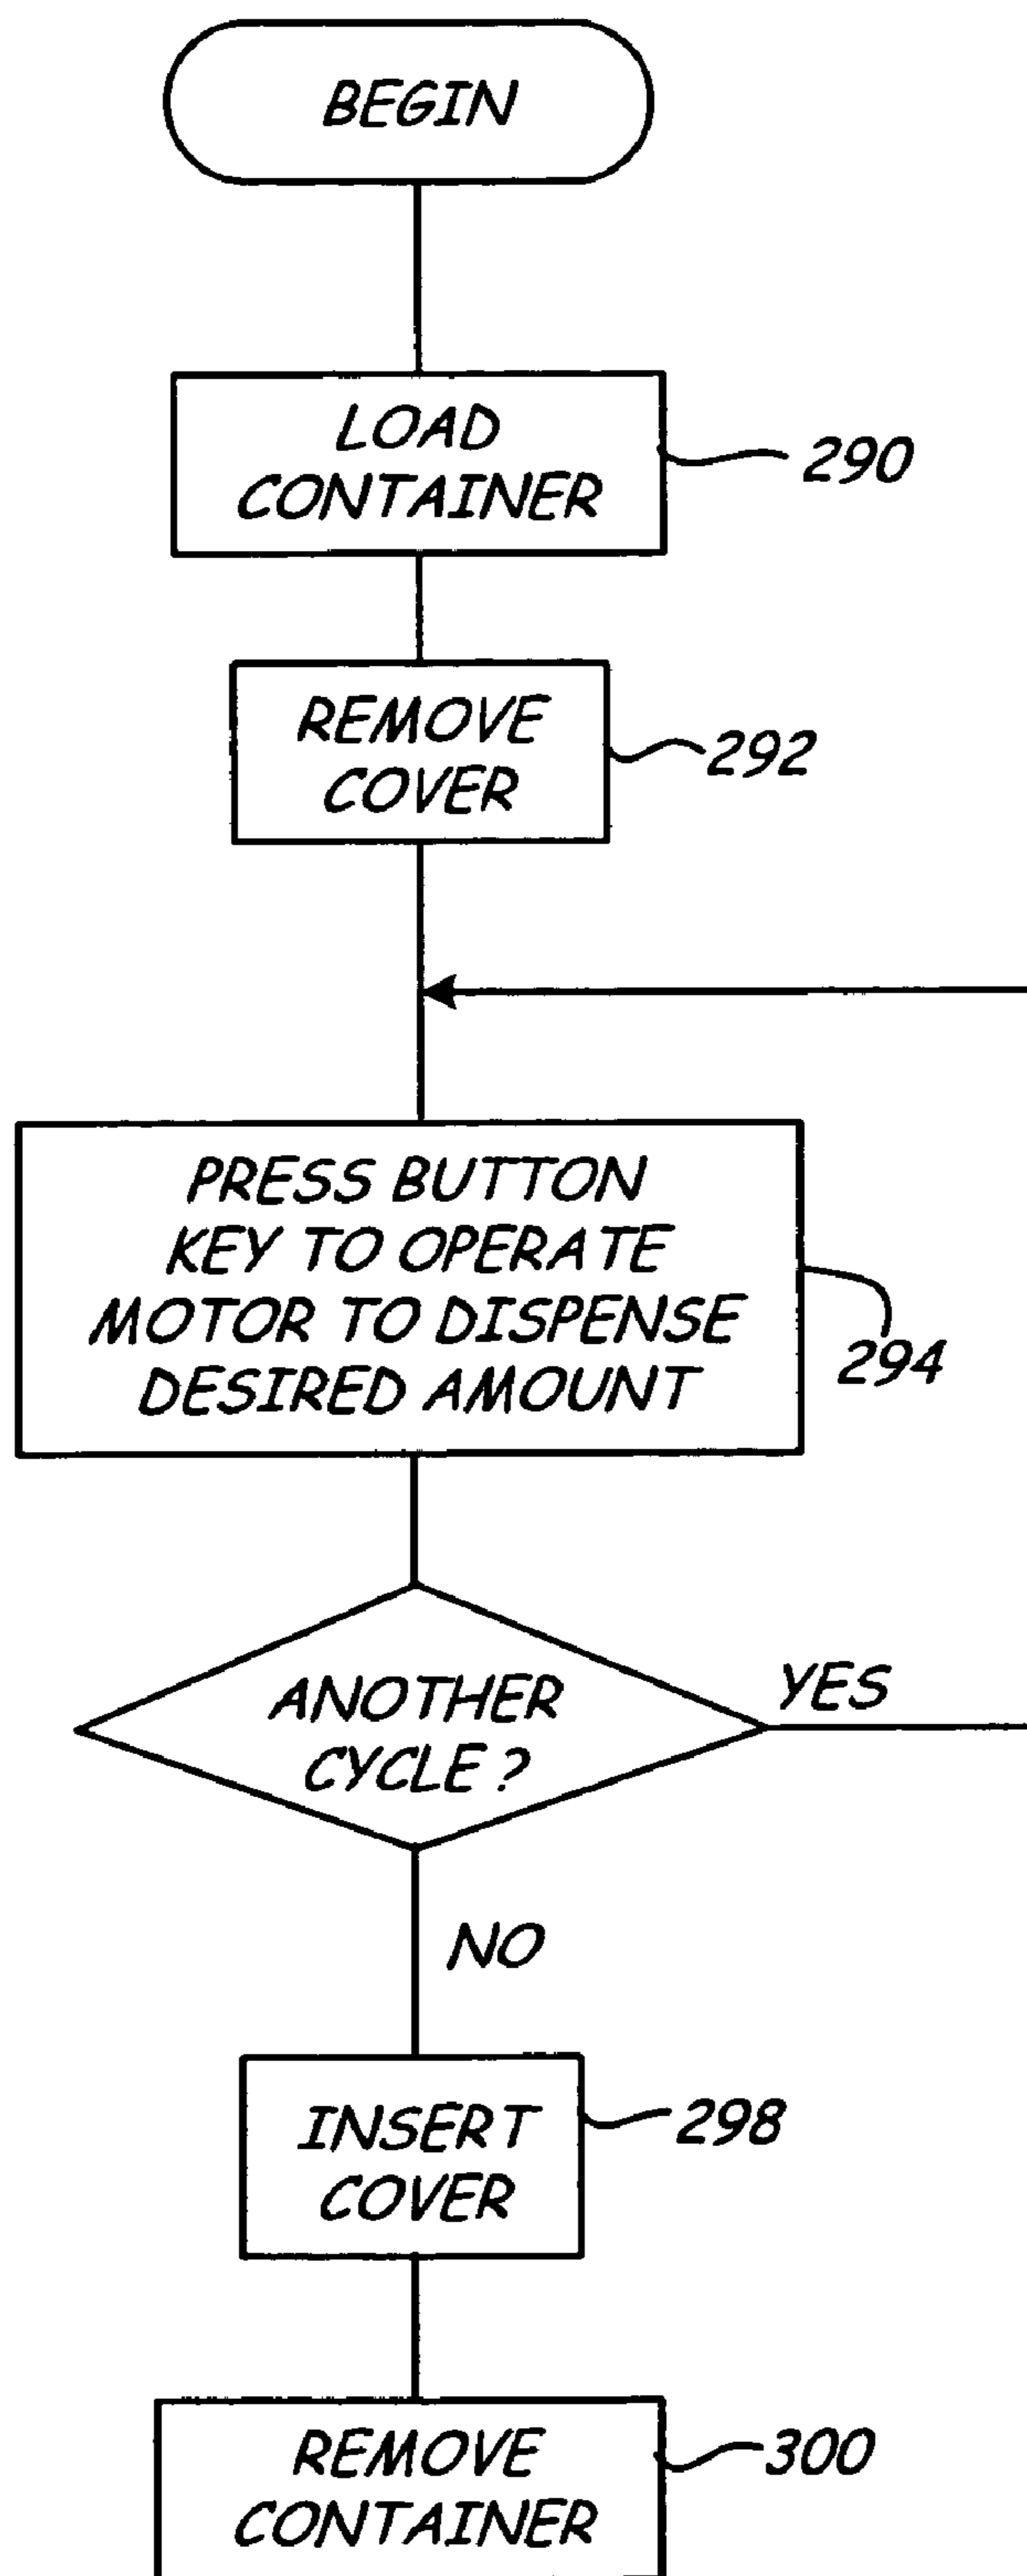 BEGIN
LOAD
CONTAINER
290
REMOVE
COVER
292
PRESS BUTTON
KEY TO OPERATE
MOTOR TO DISPENSE
DESIRED AMOUNT
294
ANOTHER
CYCLE?
YES
NO
INSERT
COVER
298
REMOVE
CONTAINER
300